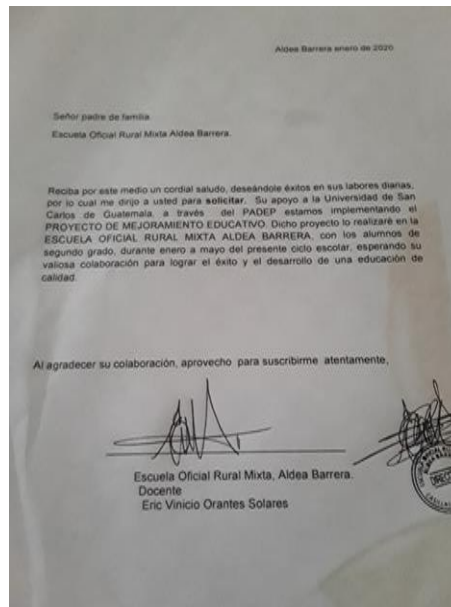 Aldea Barrera enero de 2020
Señor padre de familia.
Escuela Oficial Rural Mixta Aldea Barrera.
Reciba por este medio un cordial saludo, deseándole éxitos en sus labores diarias,
por lo cual me dirijo a usted para solicitar. Su apoyo a la Universidad de San
Carlos de Guatemala, a través del PADEP estamos implementando el
PROYECTO DE MEJORAMIENTO EDUCATIVO. Dicho proyecto lo realizaré en la
ESCUELA OFICIAL RURAL MIXTA ALDEA BARRERA, con los alumnos de
segundo grado, durante enero a mayo del presente ciclo escolar, esperando su
valiosa colaboración para lograr el éxito y el desarrollo de una educación de
calidad.
Al agradecer su colaboración, aprovecho para suscribirme atentamente,
Escuela Oficial Rural Mixta, Aldea Barrera.
Docente
Eric Vinicio Orantes Solares